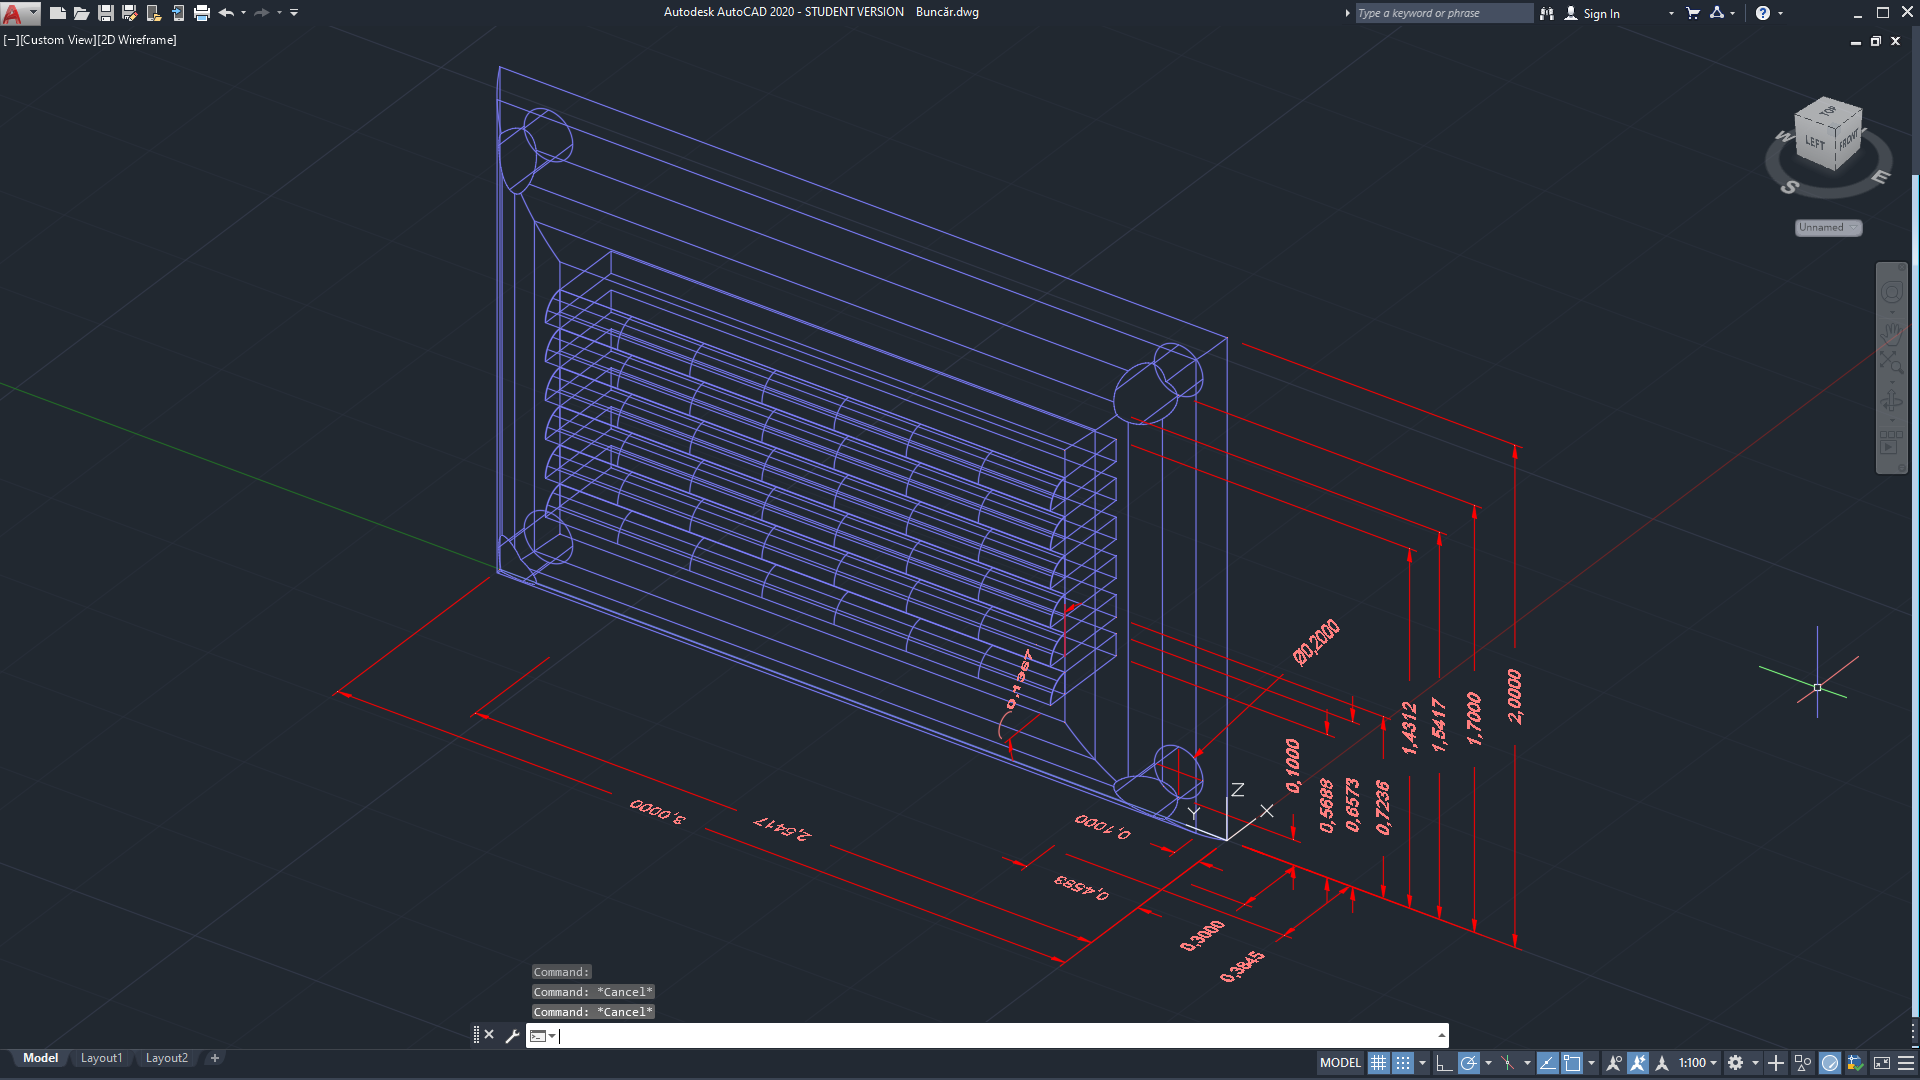 Autodesk AutoCAD 2020 - STUDENT VERSION Buncăr.dwg
Type a keyword or phrase
Sign In
[−][Custom View][2D Wireframe]
TOP
LEFT
FRONT
W
S
E
Unnamed
Ø0,2000
0,1367
1,4312
1,5417
1,7000
2,0000
0,1000
0,5688
0,6573
0,7236
Z
X
Y
3,0000
2,5417
0,1000
0,4583
0,3000
0,3645
Command:
Command: *Cancel*
Command: *Cancel*
Model
Layout1
Layout2
MODEL
1:100